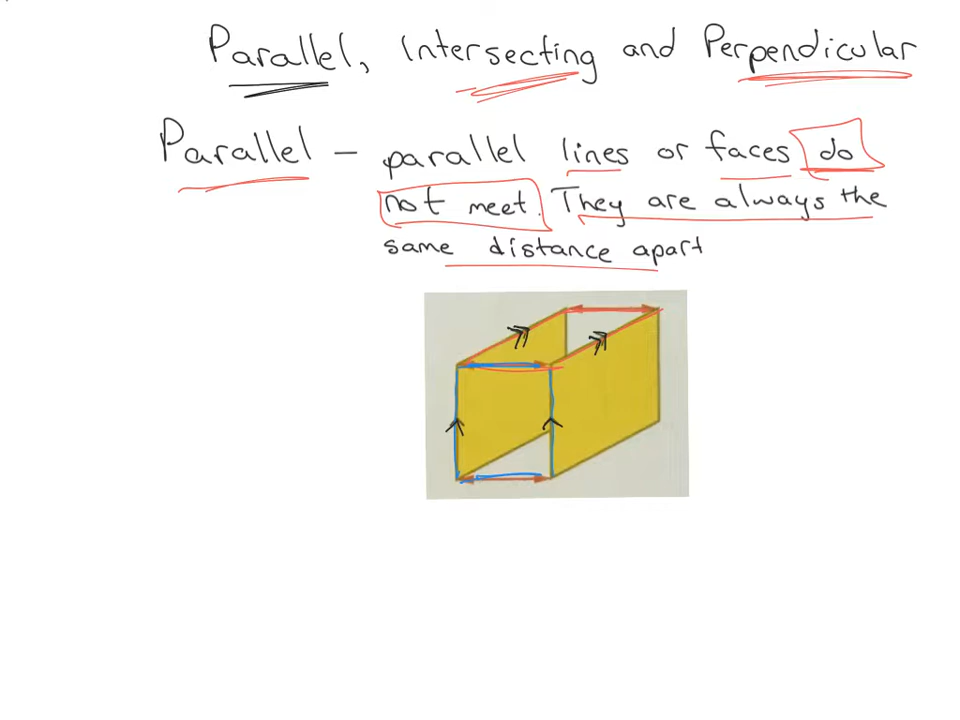 Parallel, Intersecting and Perpendicular
Parallel – parallel lines or faces do
not meet. They are always the
same distance apart